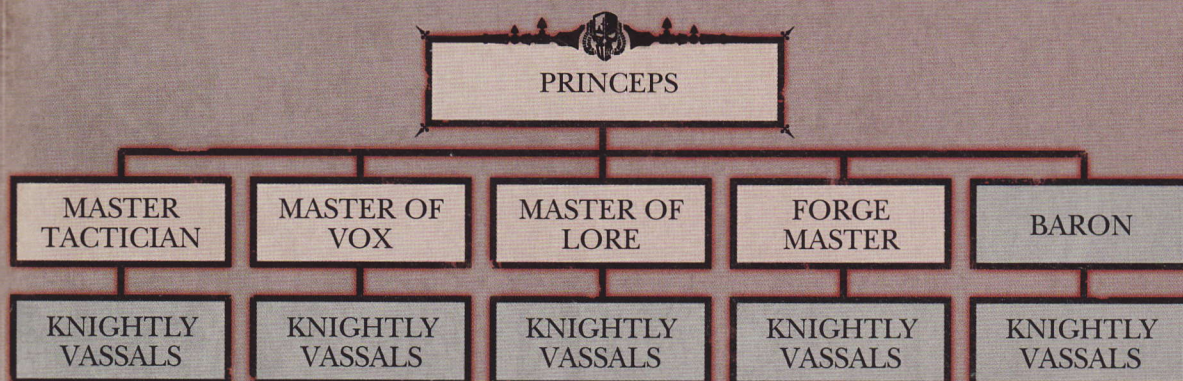 PRINCEPS
MASTER
TACTICIAN
MASTER OF
VOX
MASTER OF
LORE
FORGE
MASTER
BARON
KNIGHTLY
VASSALS
KNIGHTLY
VASSALS
KNIGHTLY
VASSALS
KNIGHTLY
VASSALS
KNIGHTLY
VASSALS